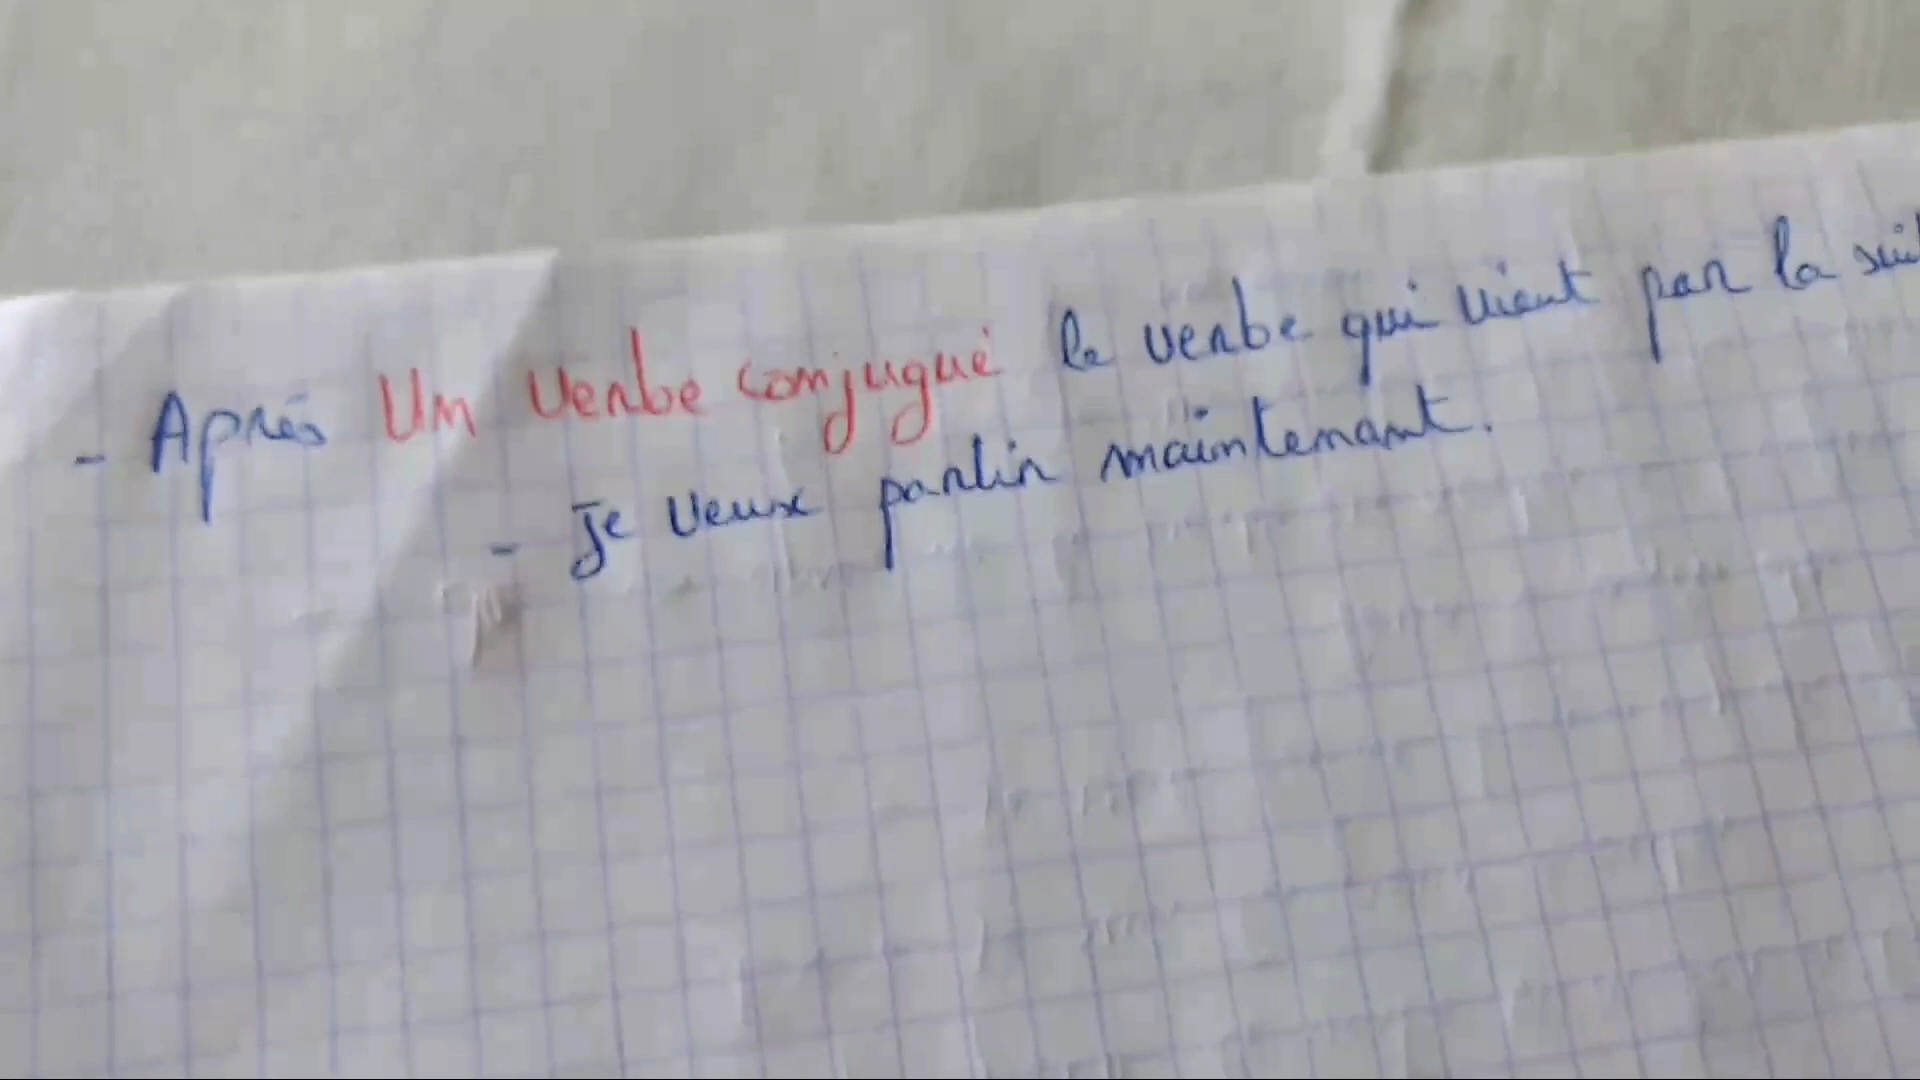 - Après Un verbe conjugué le verbe qui vient par la
- je veux partir maintenant.